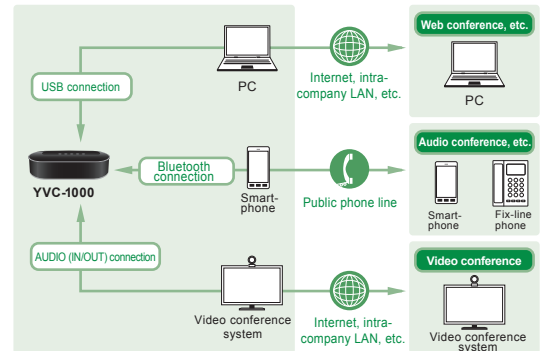 Web conference, etc.
USB connection
PC
Internet, intra-
company LAN, etc.
PC
Audio conference, etc.
Bluetooth
connection
YVC-1000
Smart-
phone
Public phone line
Smart-
phone
Fix-line
phone
AUDIO (IN/OUT) connection
Video conference
Video conference
system
Internet, intra-
company LAN, etc.
Video conference
system